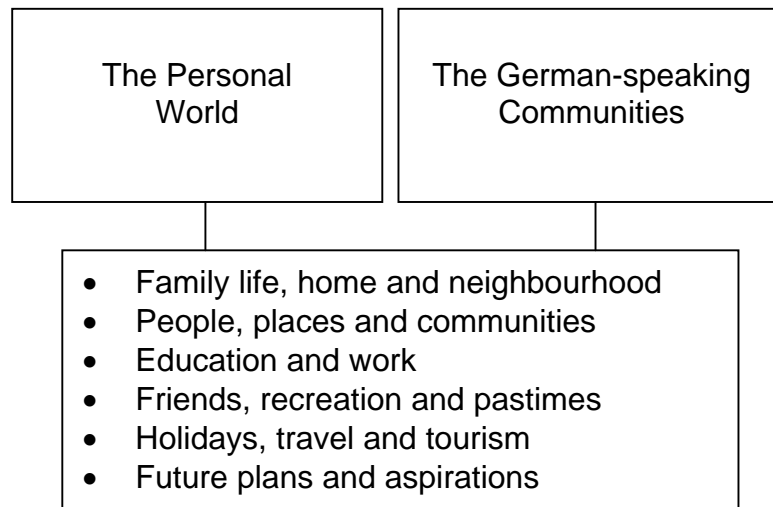 The Personal
World
The German-speaking
Communities
• Family life, home and neighbourhood
• People, places and communities
• Education and work
• Friends, recreation and pastimes
• Holidays, travel and tourism
• Future plans and aspirations